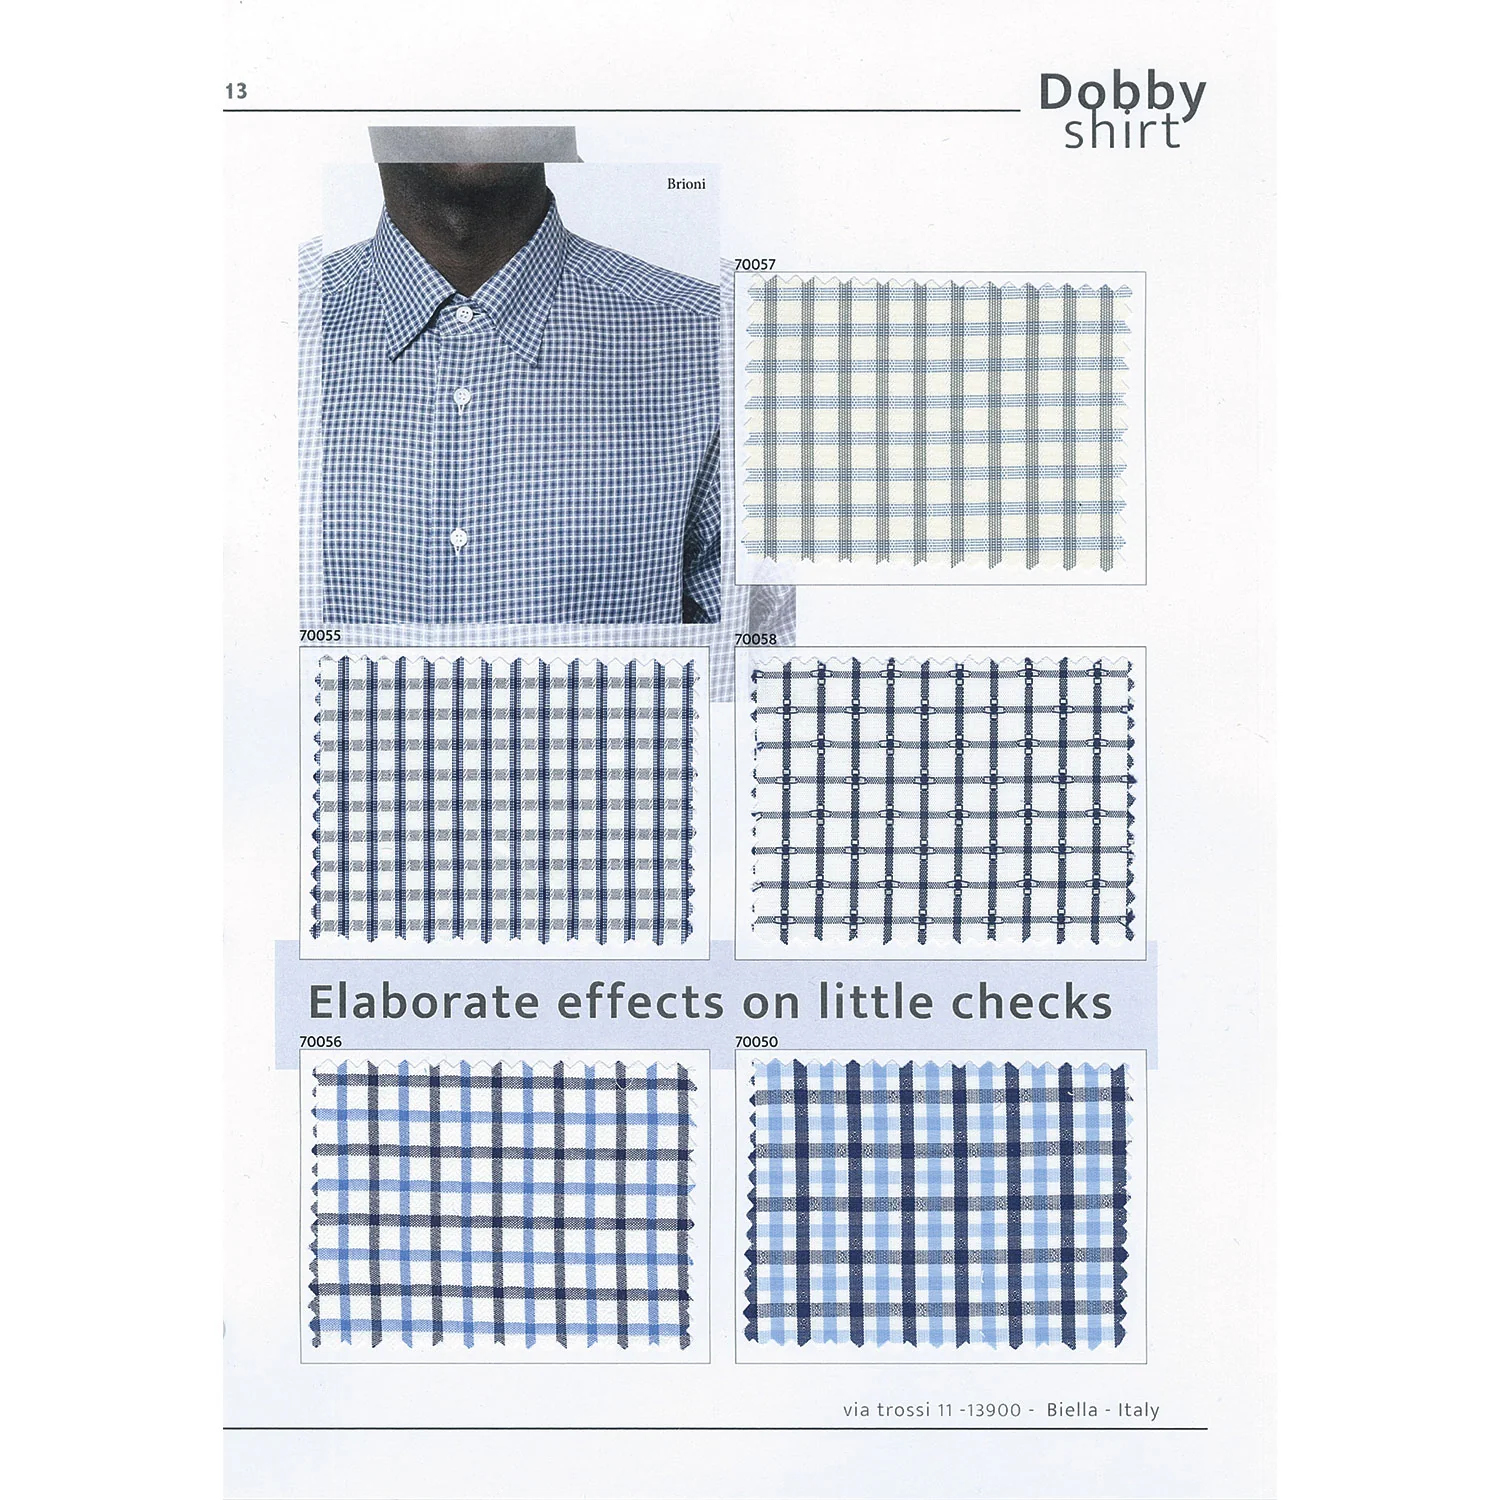 13
Dobby
shirt
Brioni
70057
70055
70058
Elaborate effects on little checks
70056
70050
via trossi 11 -13900 - Biella - Italy